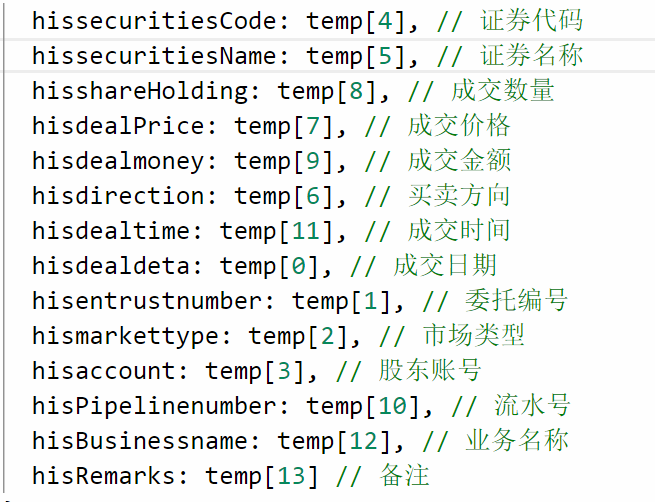 hissecuritiesCode: temp[4], // 证券代码
hissecuritiesName: temp[5], // 证券名称
hisshareHolding: temp[8], // 成交数量
hisdealPrice: temp[7], // 成交价格
hisdealmoney: temp[9], // 成交金额
hisdirection: temp[6], // 买卖方向
hisdealtime: temp[11], // 成交时间
hisdealdeta: temp[0], // 成交日期
hisentrustnumber: temp[1], // 委托编号
hismarkettype: temp[2], // 市场类型
hisaccount: temp[3], // 股东账号
hisPipelinenumber: temp[10], // 流水号
hisBusinessname: temp[12], // 业务名称
hisRemarks: temp[13] // 备注